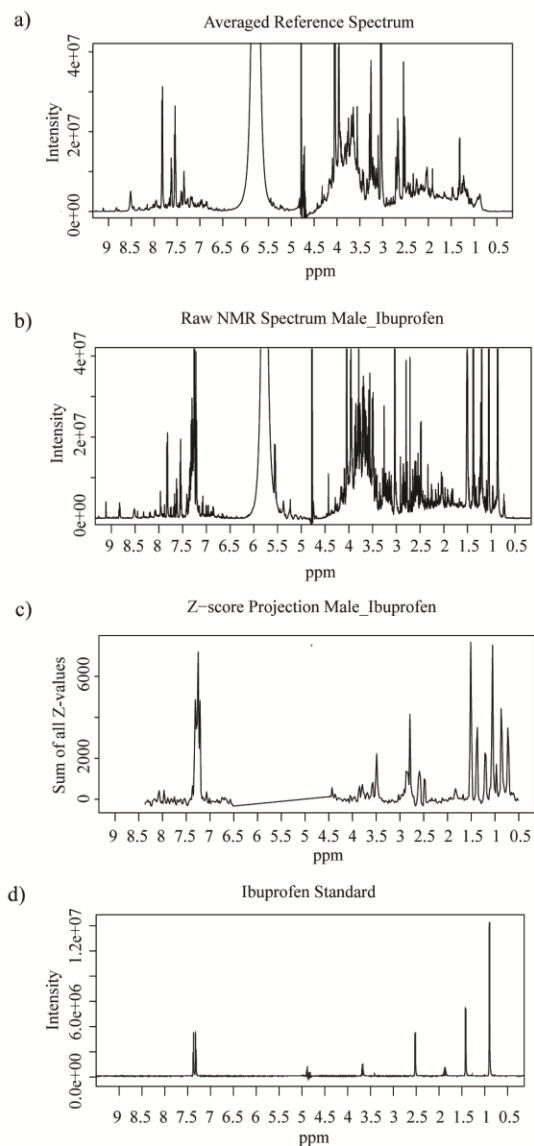 a)
Averaged Reference Spectrum
Intensity
4e+07
2e+07
0e+00
9 8.5 8 7.5 7 6.5 6 5.5 5 4.5 4 3.5 3 2.5 2 1.5 1 0.5
ppm
b)
Raw NMR Spectrum Male_Ibuprofen
Intensity
4e+07
2e+07
0e+00
9 8.5 8 7.5 7 6.5 6 5.5 5 4.5 4 3.5 3 2.5 2 1.5 1 0.5
ppm
c)
Z−score Projection Male_Ibuprofen
Sum of all Z-values
6000
2000
0
9 8.5 8 7.5 7 6.5 6 5.5 5 4.5 4 3.5 3 2.5 2 1.5 1 0.5
ppm
d)
Ibuprofen Standard
Intensity
1.2e+07
6.0e+06
0.0e+00
9 8.5 8 7.5 7 6.5 6 5.5 5 4.5 4 3.5 3 2.5 2 1.5 1 0.5
ppm